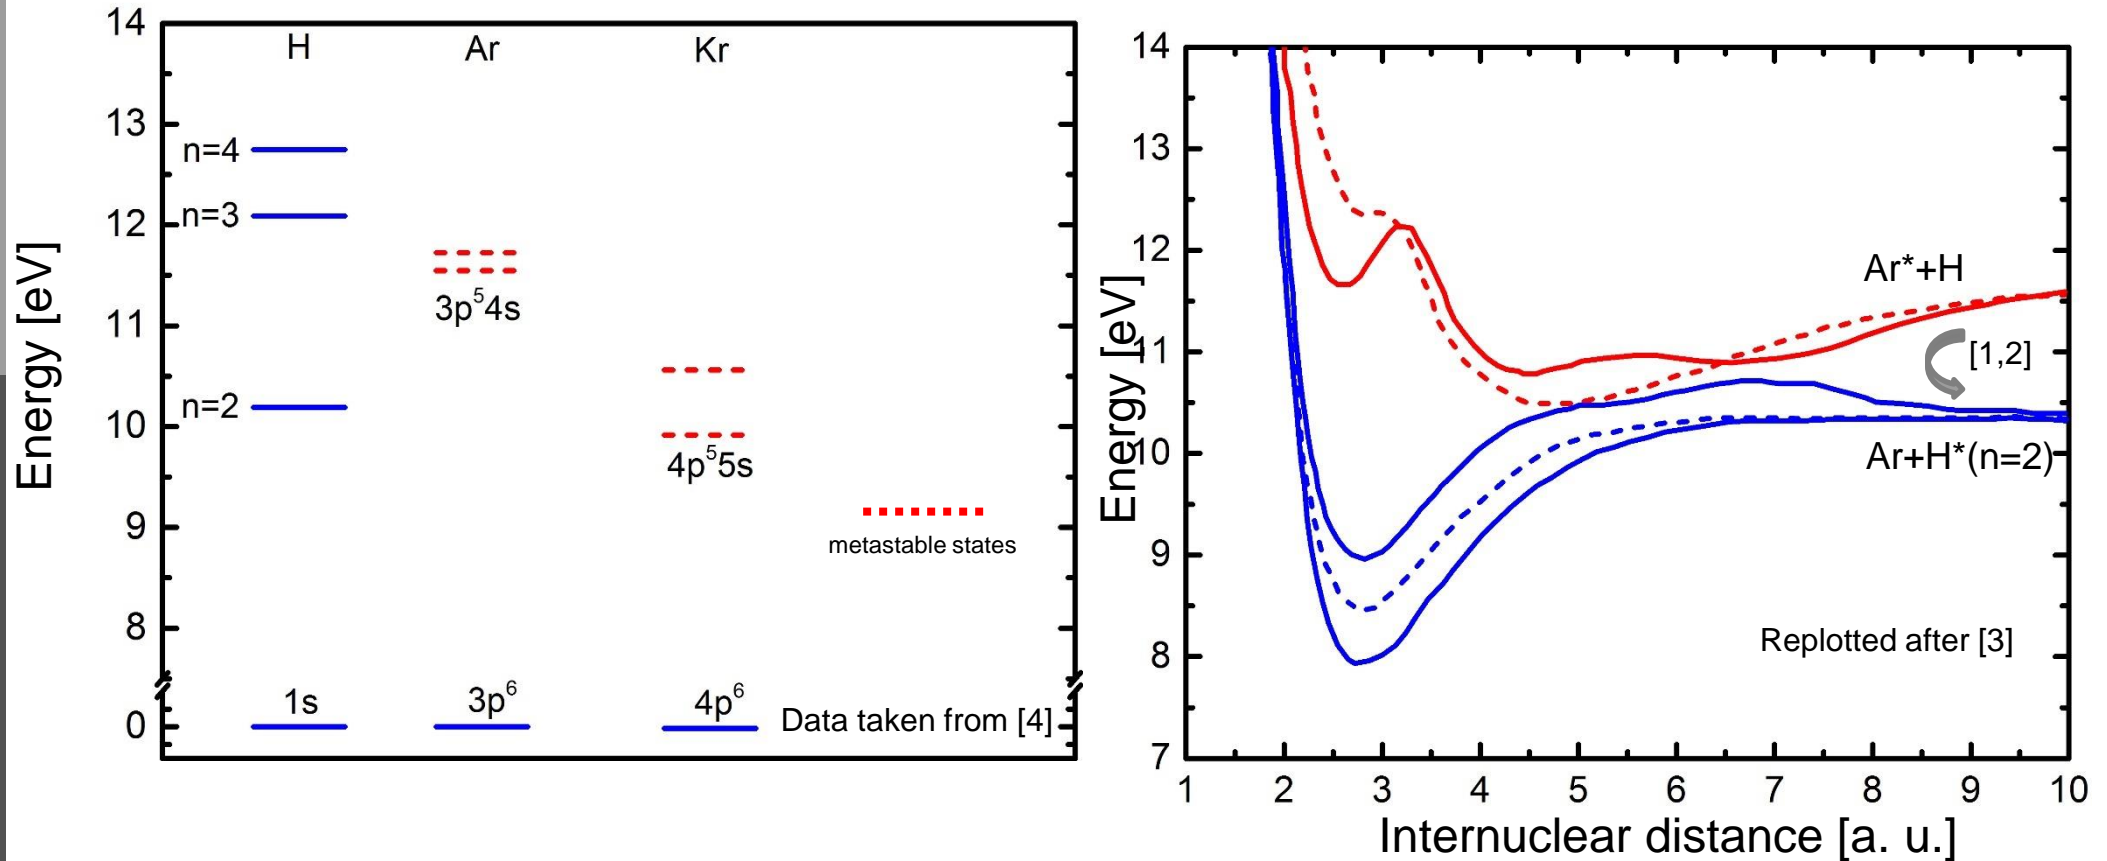 Energy [eV]
14
13
12
11
10
9
8
0
H
Ar
Kr
n=4
n=3
n=2
3p⁵4s
4p⁵5s
metastable states
1s
3p⁶
4p⁶
Data taken from [4]
Energy [eV]
14
13
12
11
10
9
8
7
Ar*+H
[1,2]
Ar+H*(n=2)
Replotted after [3]
1 2 3 4 5 6 7 8 9 10
Internuclear distance [a. u.]